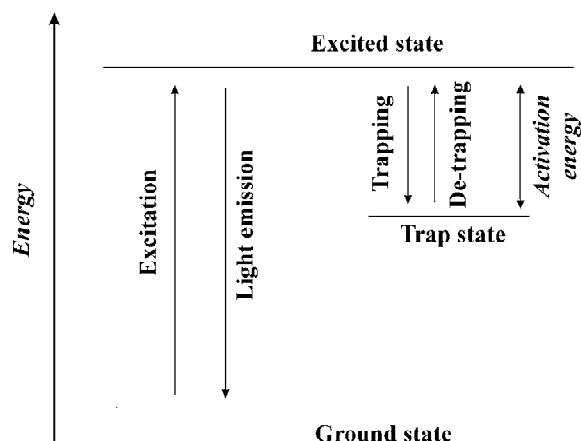 Excited state
Energy
Excitation
Light emission
Trapping
De-trapping
Activation
energy
Trap state
Ground state